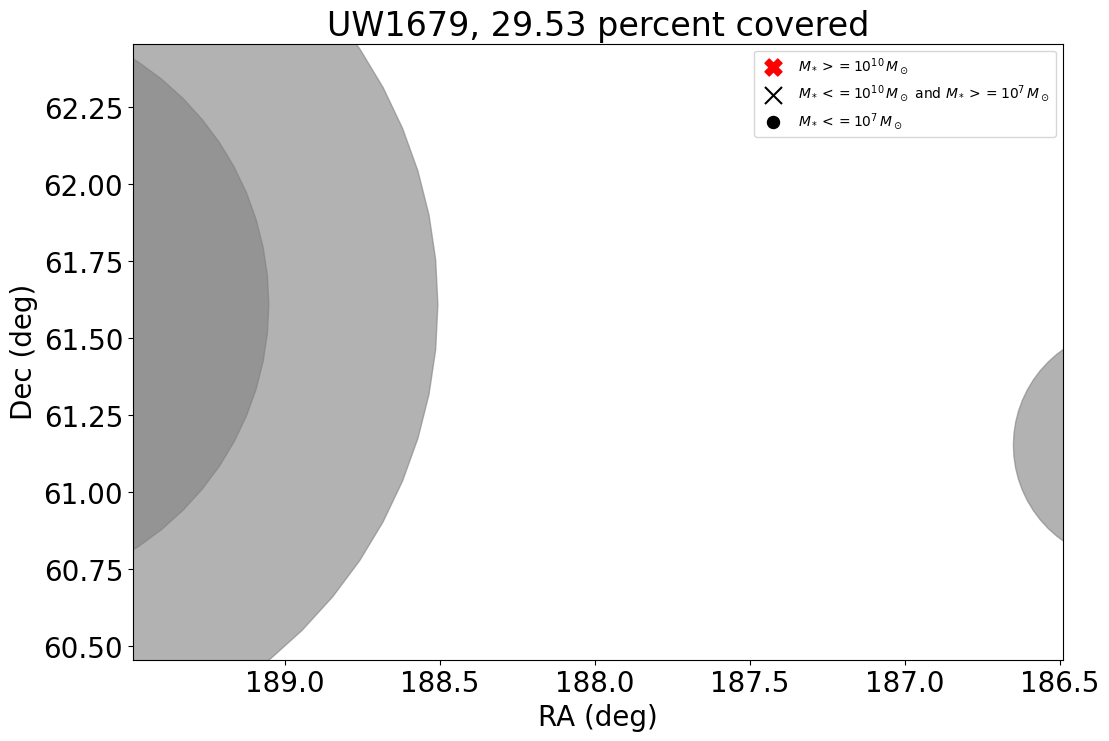 UW1679, 29.53 percent covered
M* >= 10^10 M⊙
M* <= 10^10 M⊙ and M* >= 10^7 M⊙
M* <= 10^7 M⊙
62.25
62.00
61.75
61.50
61.25
61.00
60.75
60.50
Dec (deg)
189.0 188.5 188.0 187.5 187.0 186.5
RA (deg)